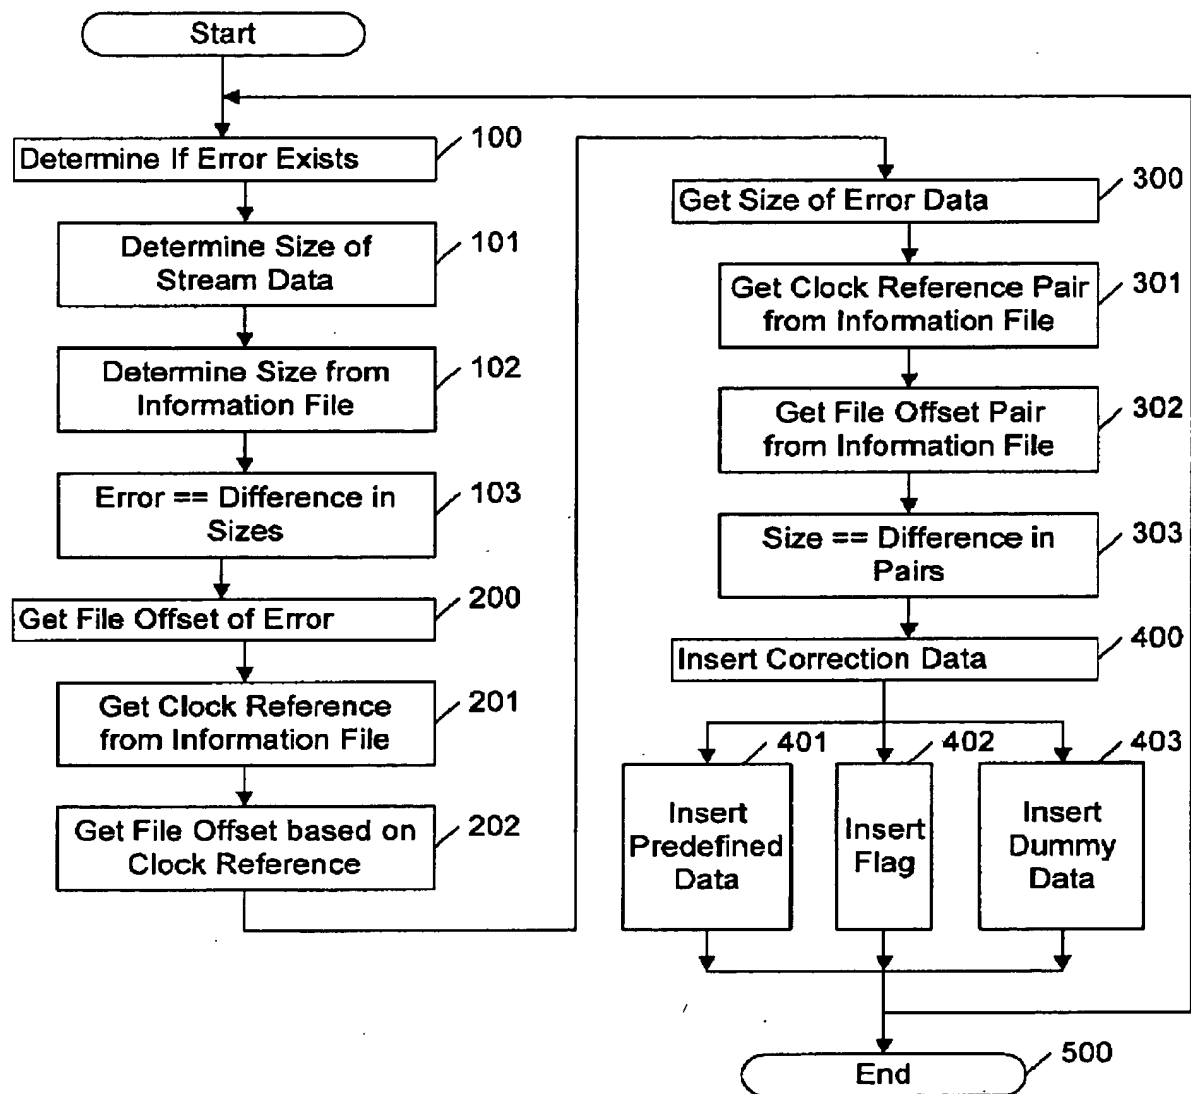 Start
Determine If Error Exists
100
Determine Size of
Stream Data
101
Determine Size from
Information File
102
Error == Difference in
Sizes
103
Get File Offset of Error
200
Get Clock Reference
from Information File
201
Get File Offset based on
Clock Reference
202
Get Size of Error Data
300
Get Clock Reference Pair
from Information File
301
Get File Offset Pair
from Information File
302
Size == Difference in
Pairs
303
Insert Correction Data
400
401
Insert
Predefined
Data
402
Insert
Flag
403
Insert
Dummy
Data
End
500